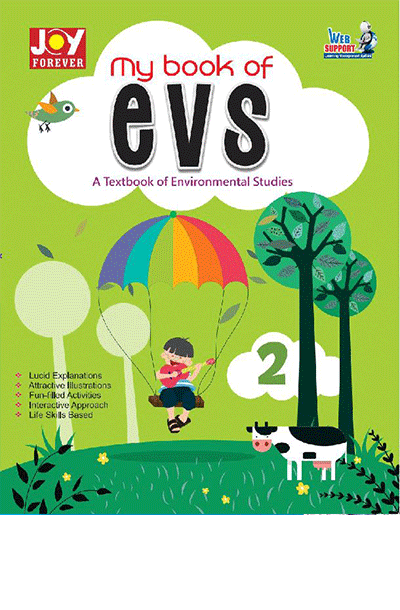 JOY
FOREVER
WEB
SUPPORT
my book of
evs
A Textbook of Environmental Studies
2
Lucid Explanations
Attractive Illustrations
Fun-filled Activities
Interactive Approach
Life Skills Based